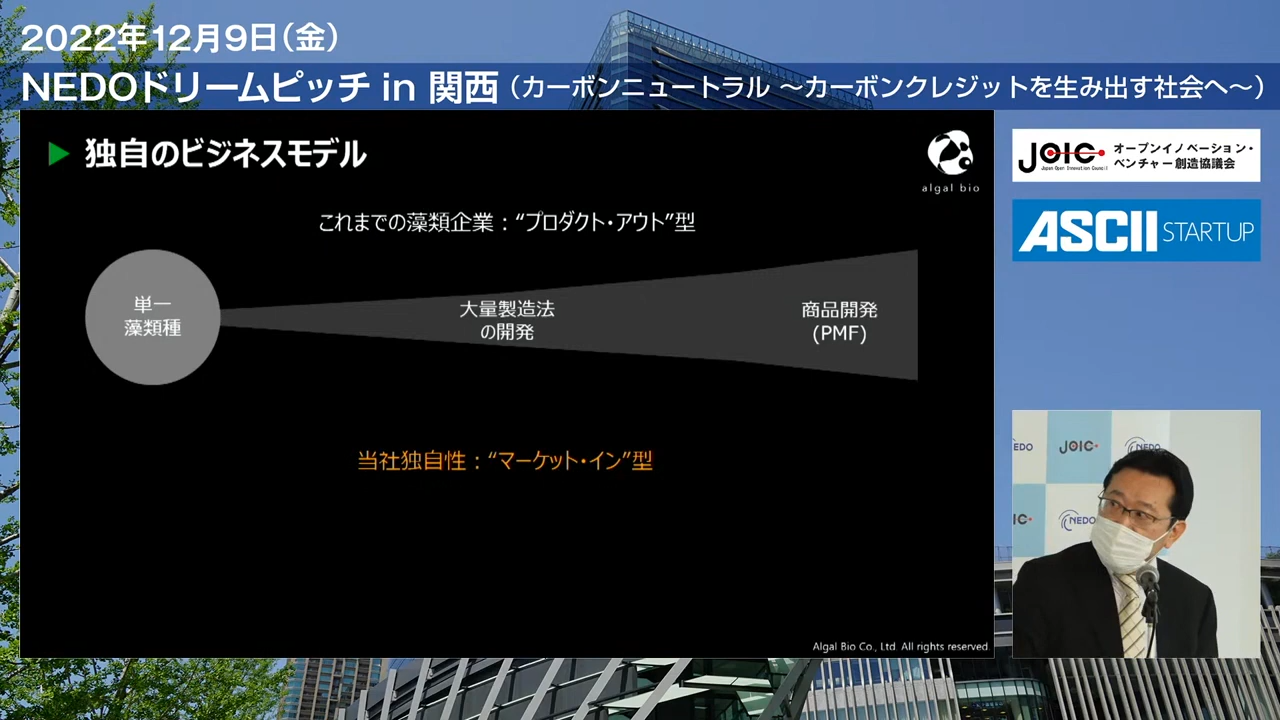 2022年12月9日(金)
NEDOドリームピッチ in 関西(カーボンニュートラル ～カーボンクレジットを生み出す社会へ～)
独自のビジネスモデル
algal bio
これまでの藻類企業:“プロダクト・アウト”型
単一
藻類種
大量製造法
の開発
商品開発
(PMF)
当社独自性:“マーケット・イン”型
Algal Bio Co., Ltd. All rights reserved.
JOIC
Japan Open Innovation Council
オープンイノベーション・
ベンチャー創造協議会
ASCII STARTUP
EDO
JOIC
NEDO
IC
NEDO